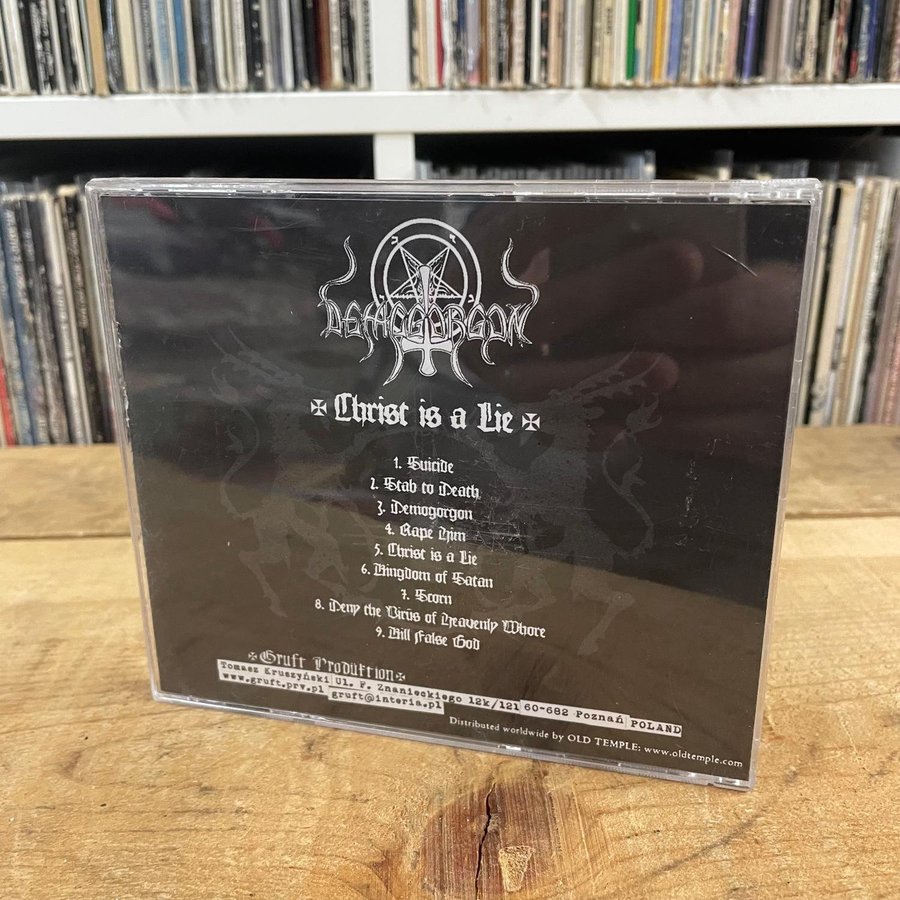 DEMOGORGON
Christ is a Lie
1. Suicide
2. Stab to Death
3. Demogorgon
4. Rape Him
5. Christ is a Lie
6. Kingdom of Satan
7. Scorn
8. Deny the Virüs of Heavenly Whore
9. Kill False God
Gruft Produktion
Tomasz Kruszyński Ul. F. Znanieckiego 12k/121 60-682 Poznań POLAND
www.gruft.prv.pl gruft@interia.pl
Distributed worldwide by OLD TEMPLE: www.oldtemple.com